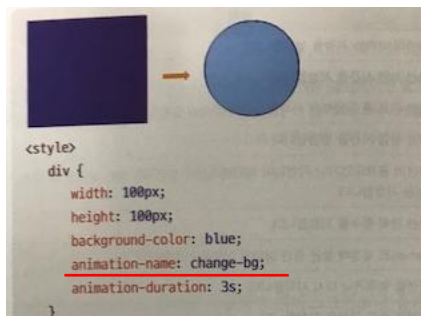 <style>
div {
width: 100px;
height: 100px;
background-color: blue;
animation-name: change-bg;
animation-duration: 3s;
}